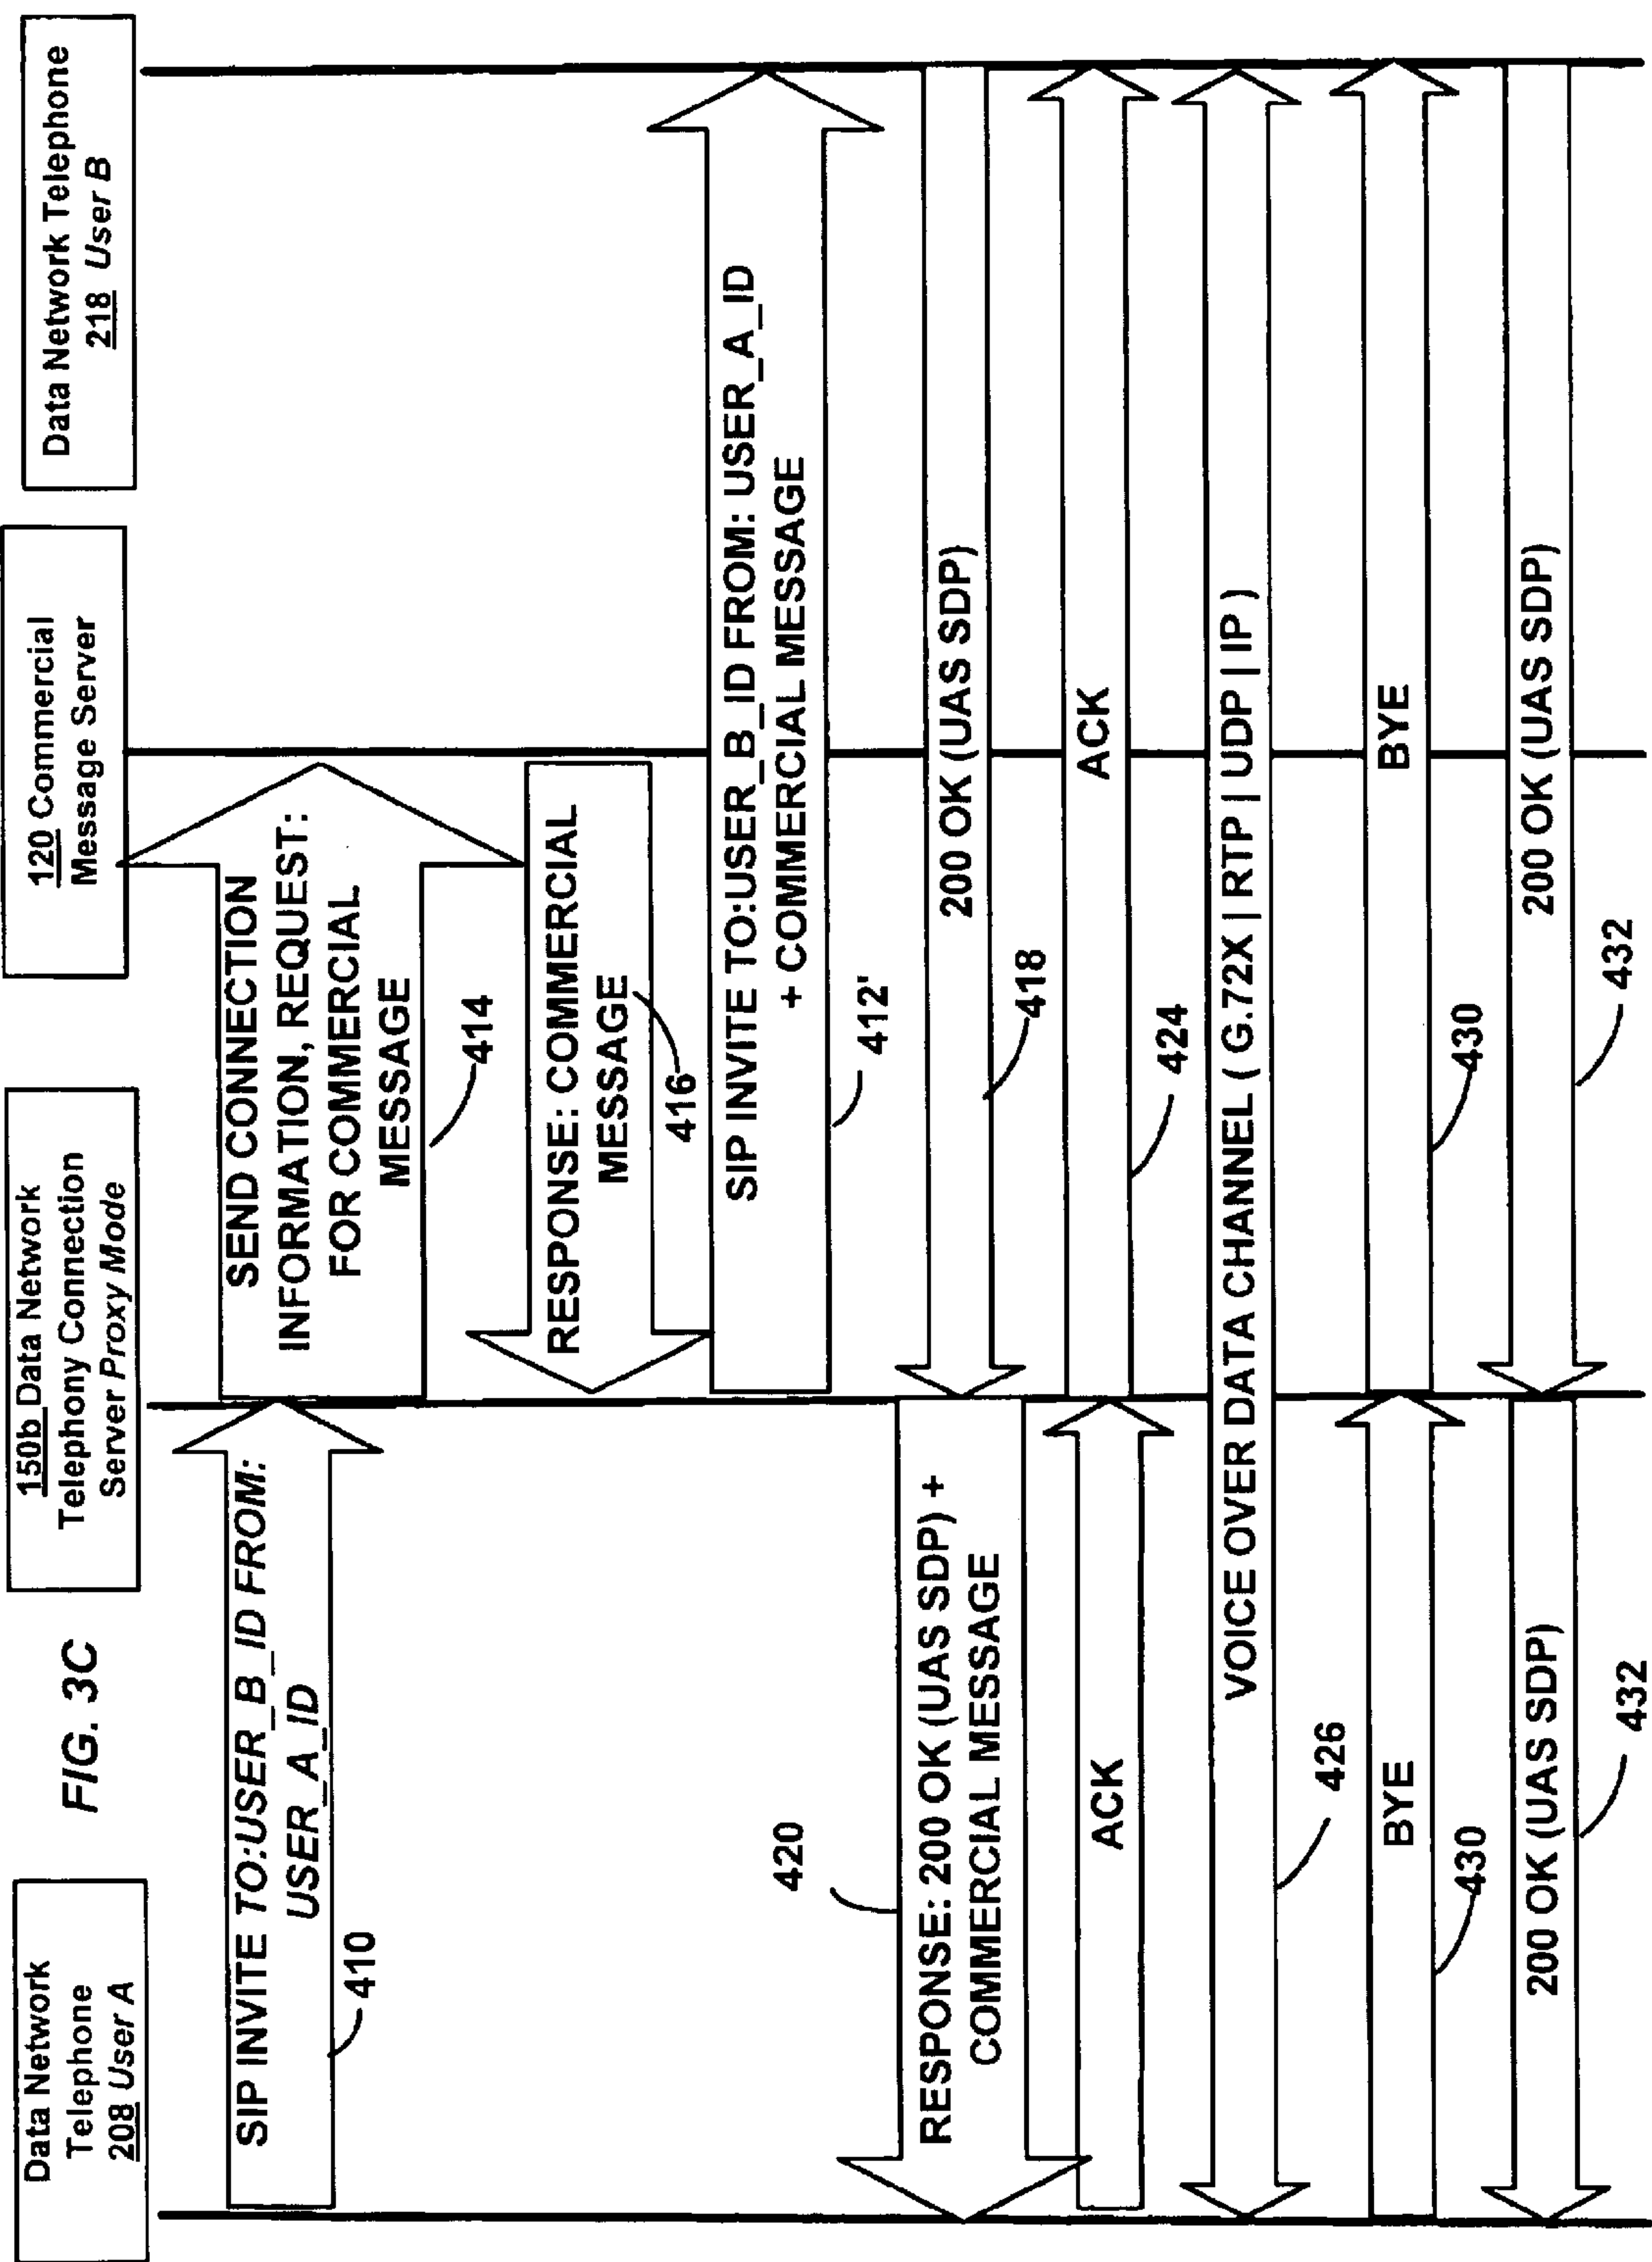 FIG. 3C
Data Network
Telephone
208 User A
150b Data Network
Telephony Connection
Server Proxy Mode
120 Commercial
Message Server
Data Network Telephone
218 User B
SIP INVITE TO:USER_B_ID FROM:
USER_A_ID
410
SEND CONNECTION
INFORMATION, REQUEST:
FOR COMMERCIAL
MESSAGE
414
RESPONSE: COMMERCIAL
MESSAGE
416
SIP INVITE TO:USER_B_ID FROM: USER_A_ID
+ COMMERCIAL MESSAGE
412'
200 OK (UAS SDP)
418
420
RESPONSE: 200 OK (UAS SDP) +
COMMERCIAL MESSAGE
ACK
ACK
424
VOICE OVER DATA CHANNEL ( G.72X | RTP | UDP | IP )
426
BYE
430
BYE
430
200 OK (UAS SDP)
432
200 OK (UAS SDP)
432